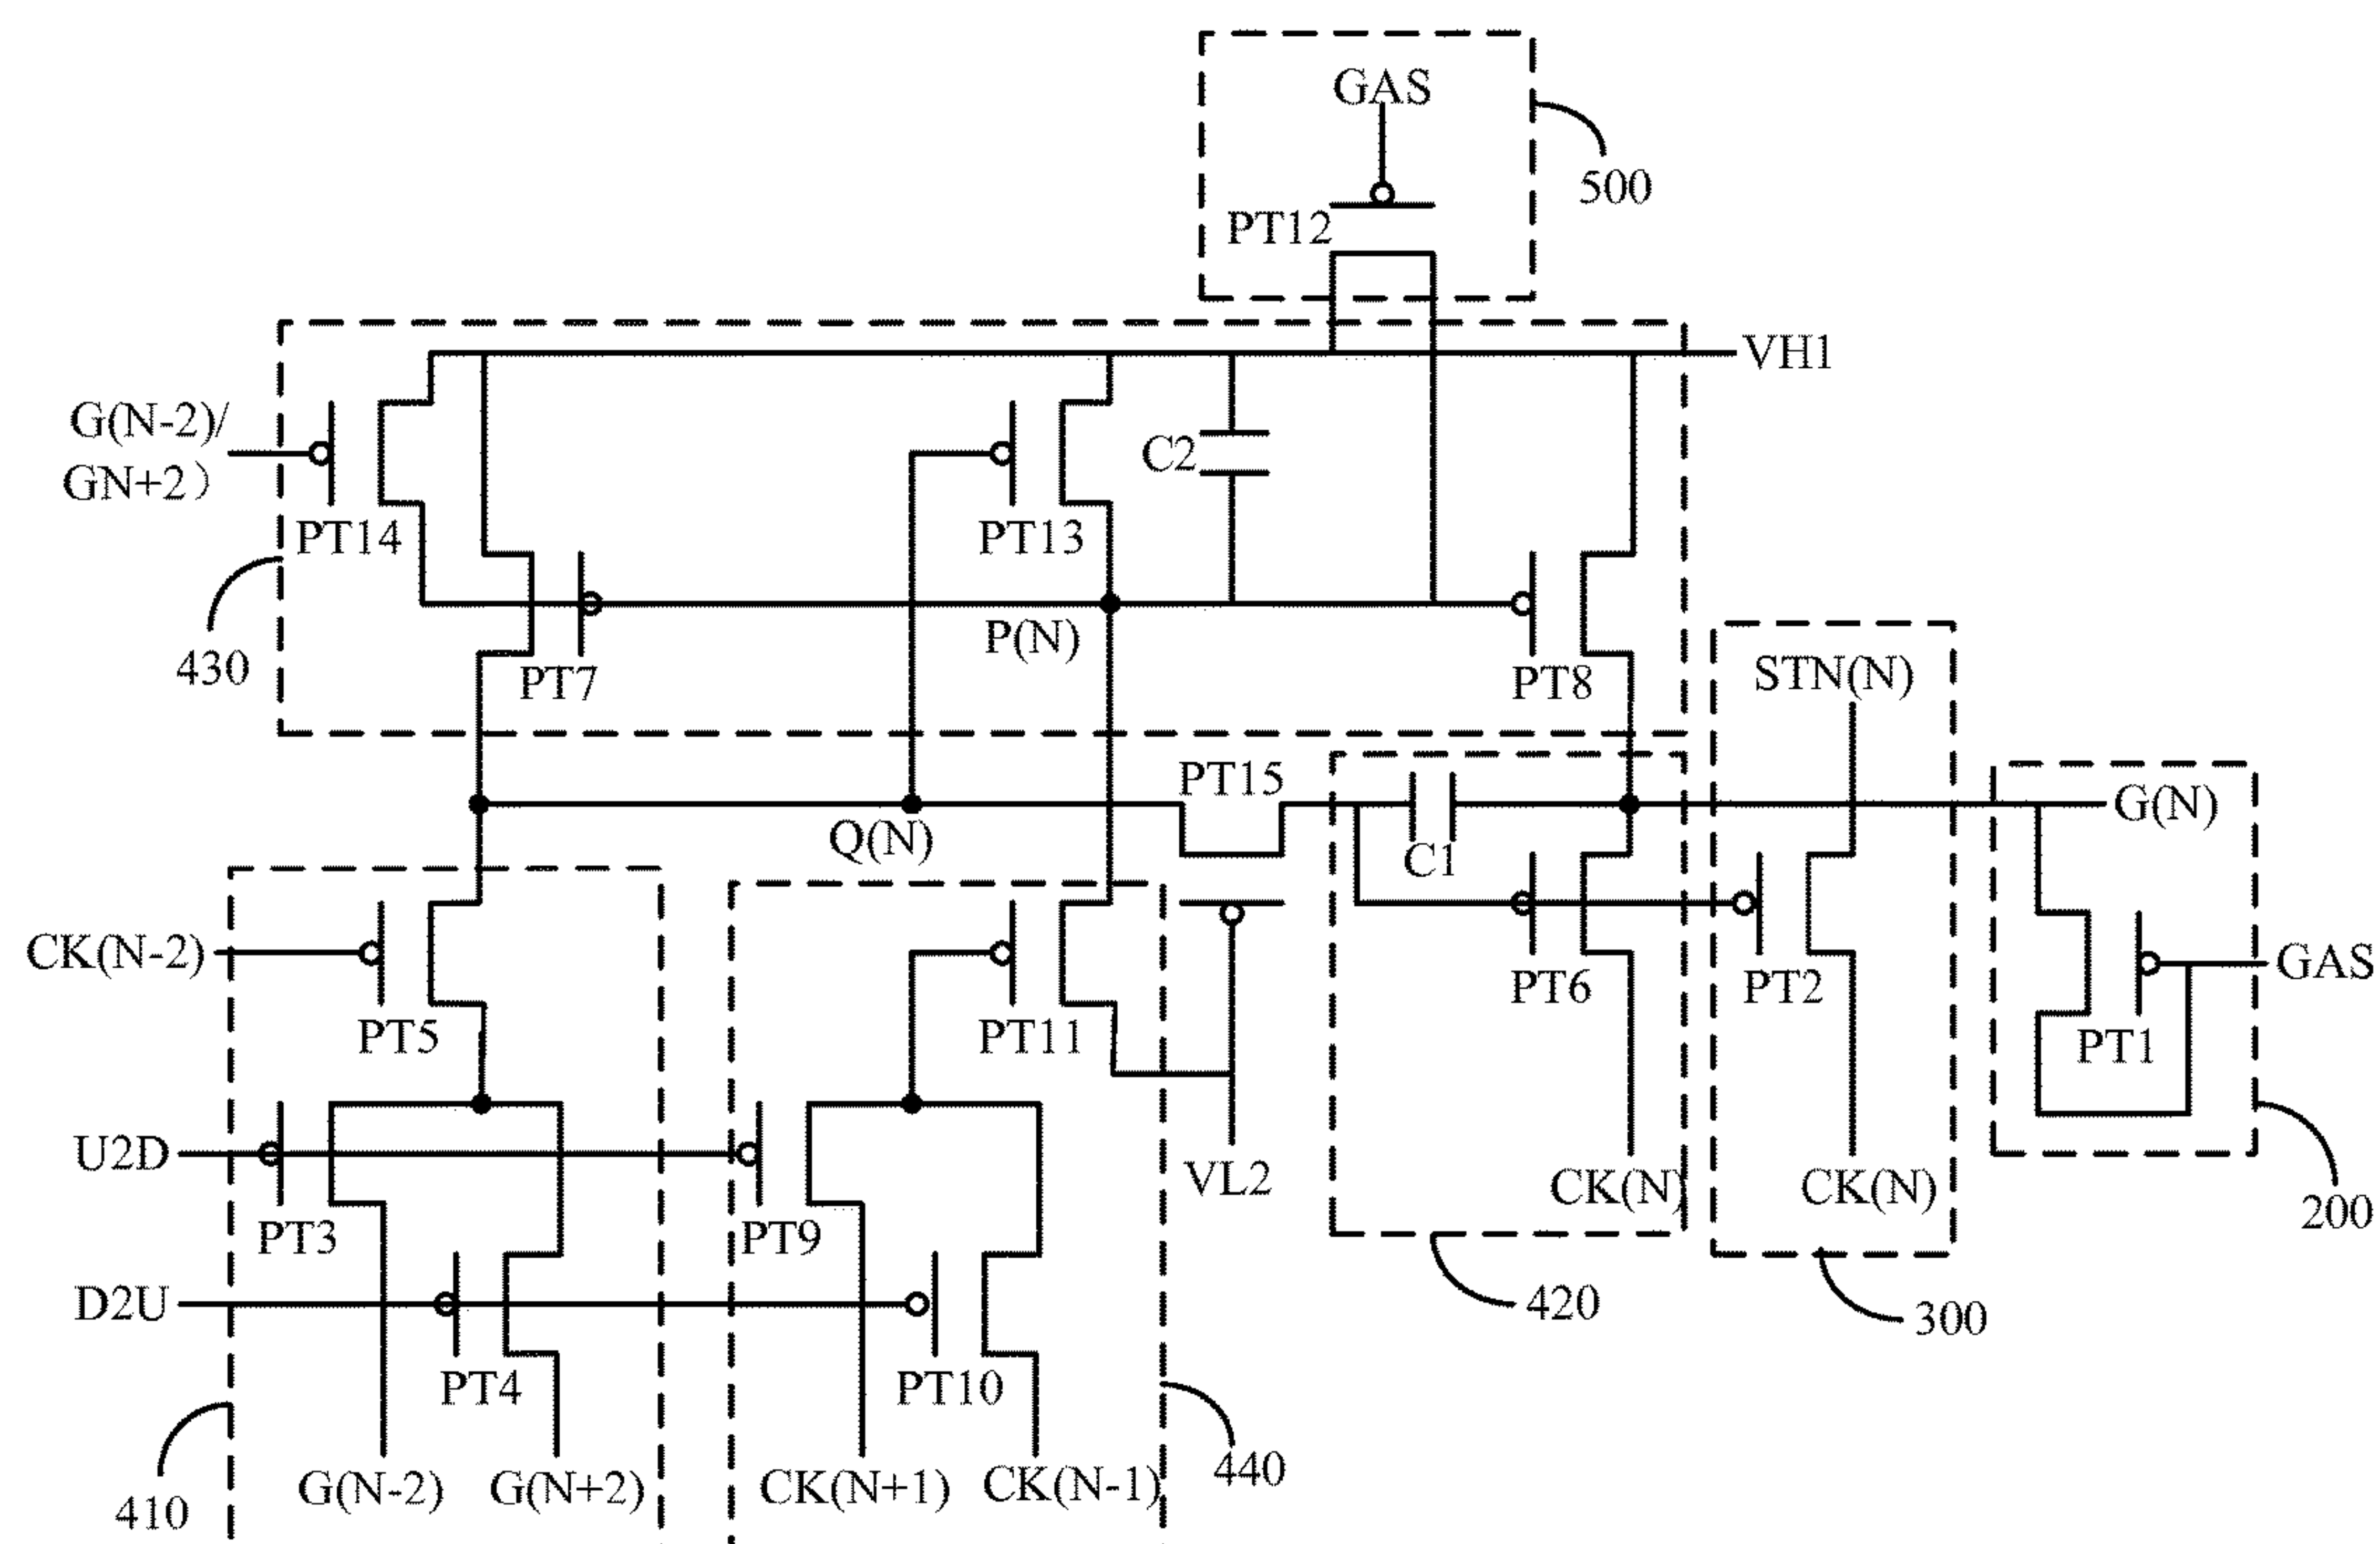 GAS
500
PT12
VH1
G(N-2)/
GN+2）
C2
PT14
PT13
P(N)
430
PT7
PT8
STN(N)
PT15
G(N)
Q(N)
C1
CK(N-2)
GAS
PT6
PT2
PT5
PT11
PT1
U2D
VL2
CK(N)
CK(N)
200
PT3
PT9
D2U
420
300
PT4
PT10
440
G(N-2)
G(N+2)
CK(N+1)
CK(N-1)
410